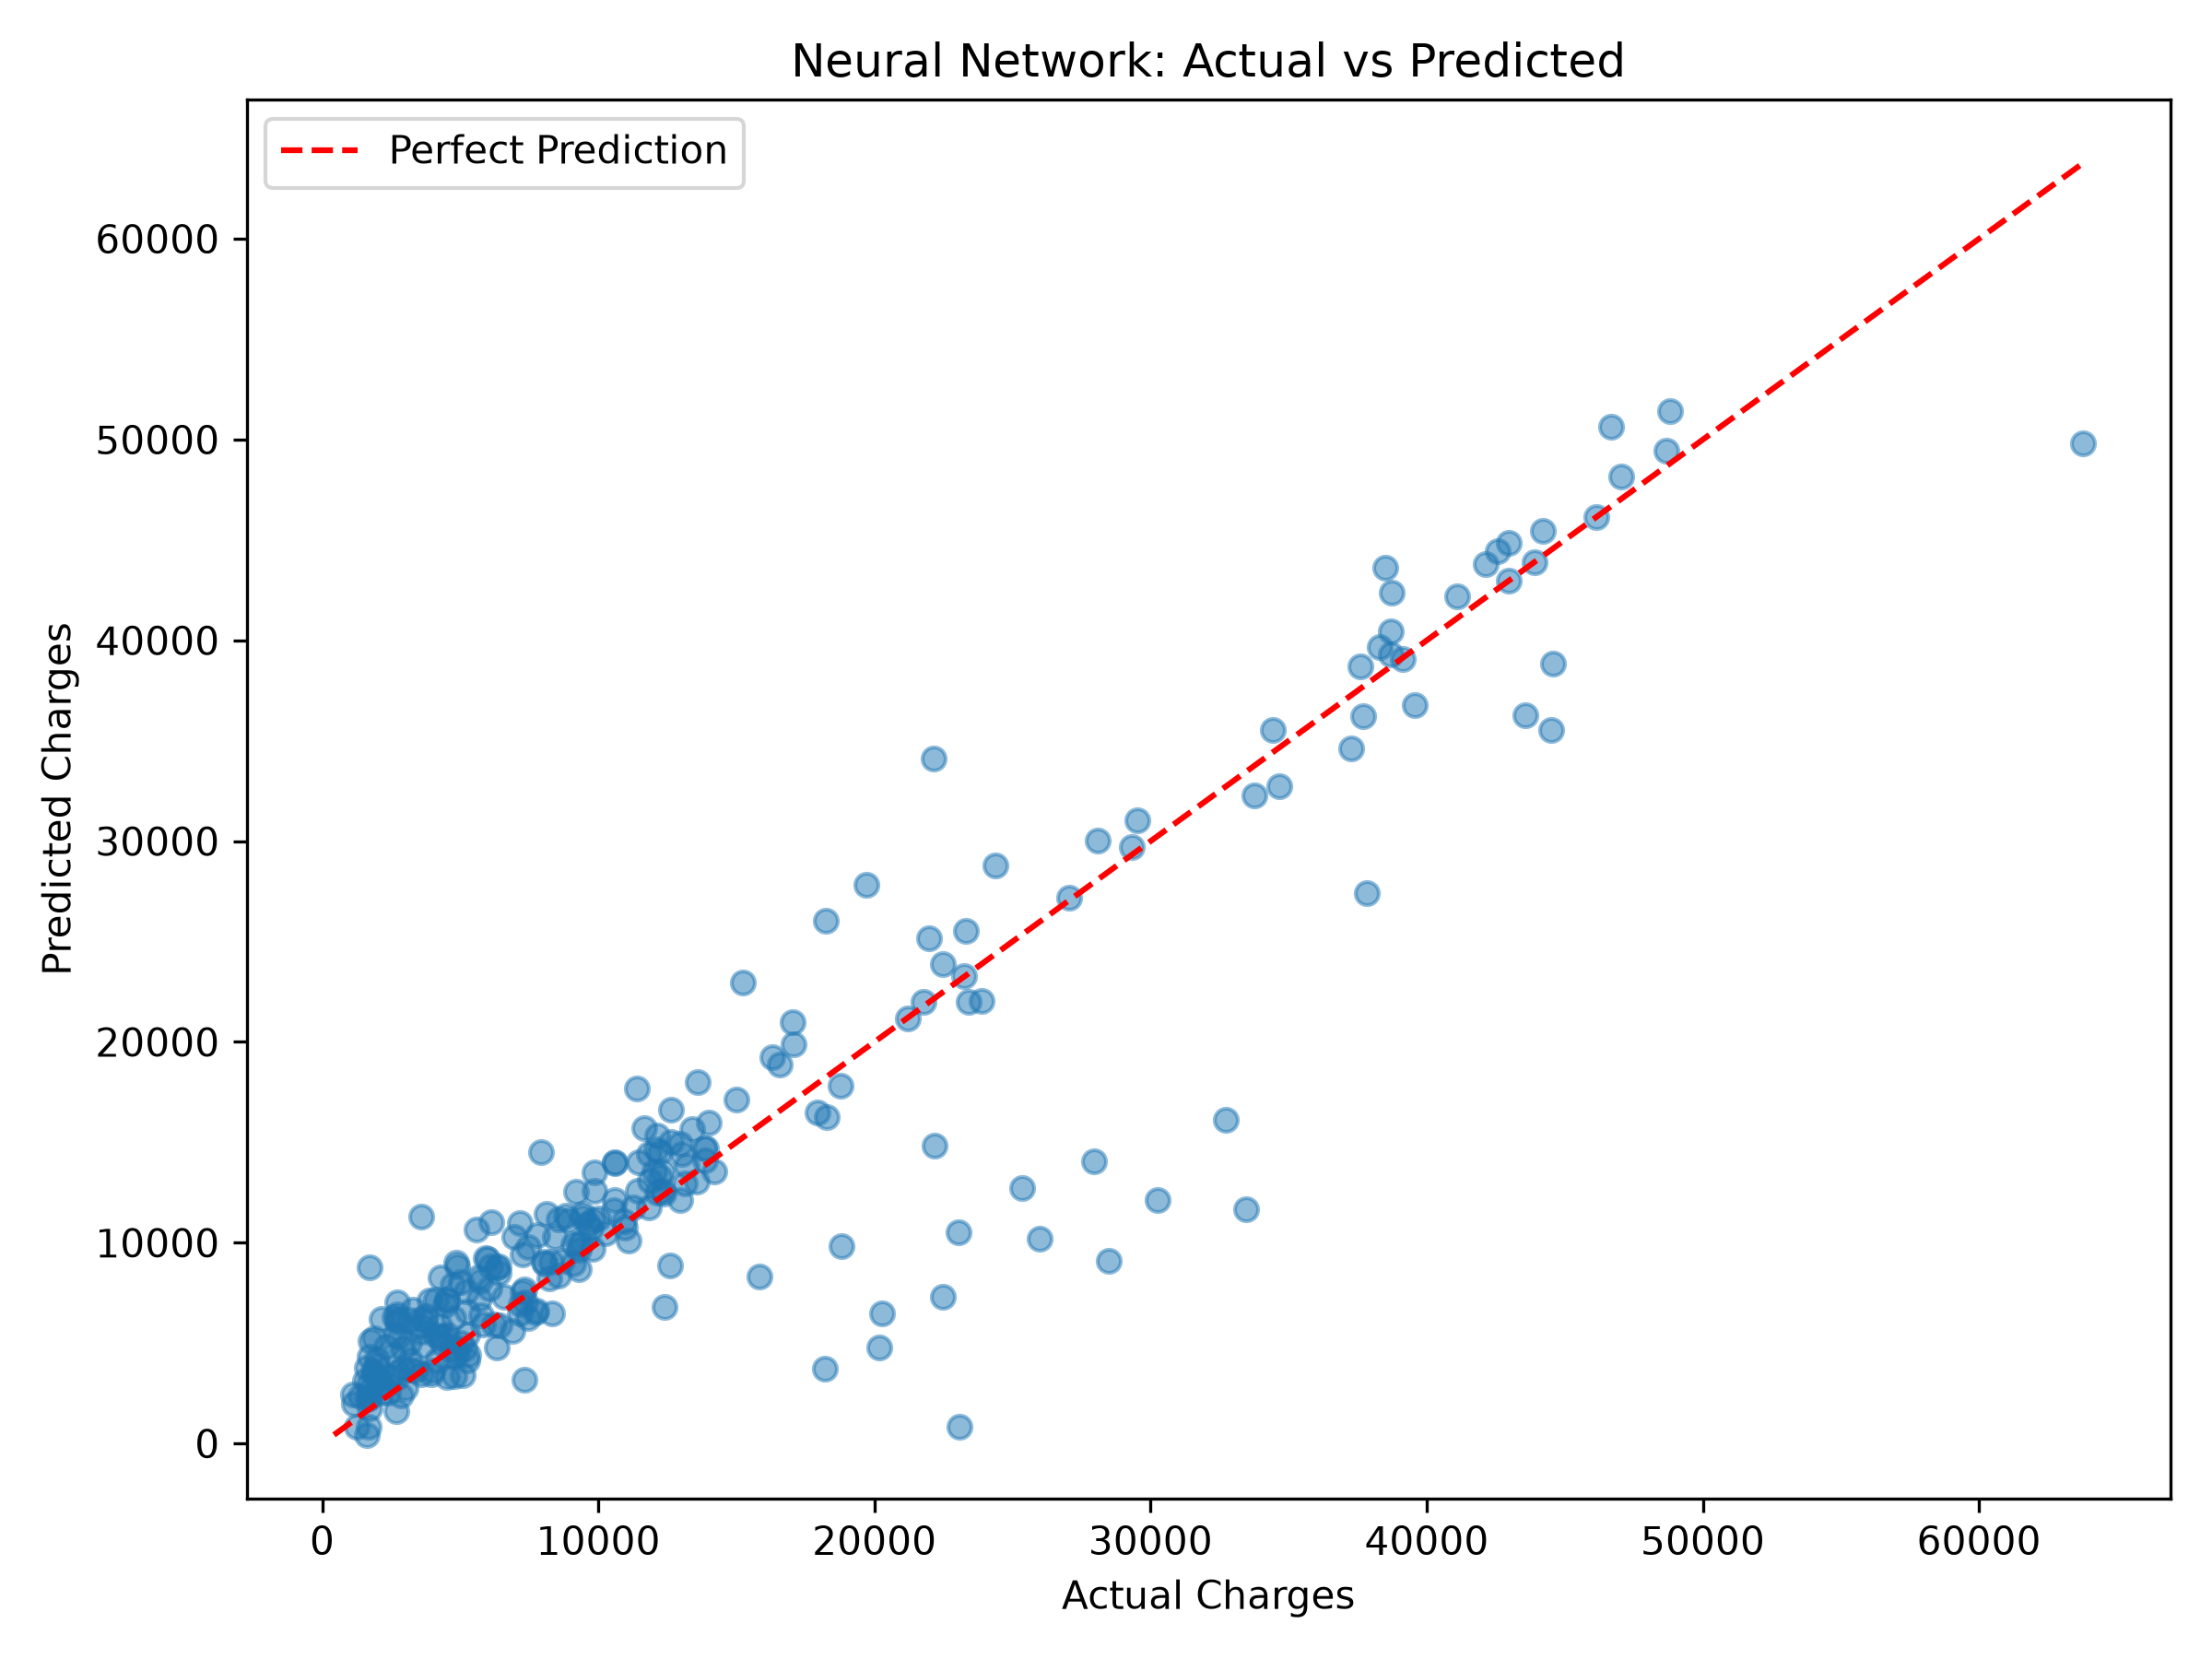 Neural Network: Actual vs Predicted
Perfect Prediction
60000
50000
40000
30000
20000
10000
0
Predicted Charges
0 10000 20000 30000 40000 50000 60000
Actual Charges